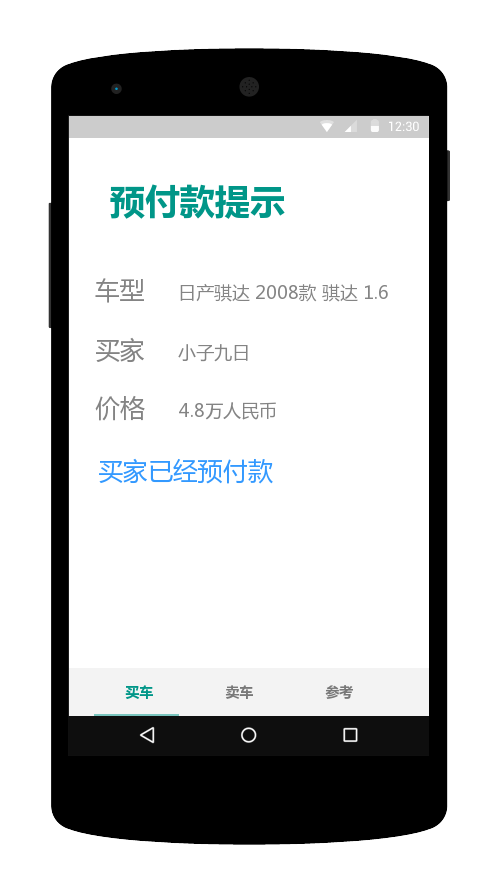 12:30
预付款提示
车型 日产骐达 2008款 骐达 1.6
买家 小子九日
价格 4.8万人民币
买家已经预付款
买车 卖车 参考